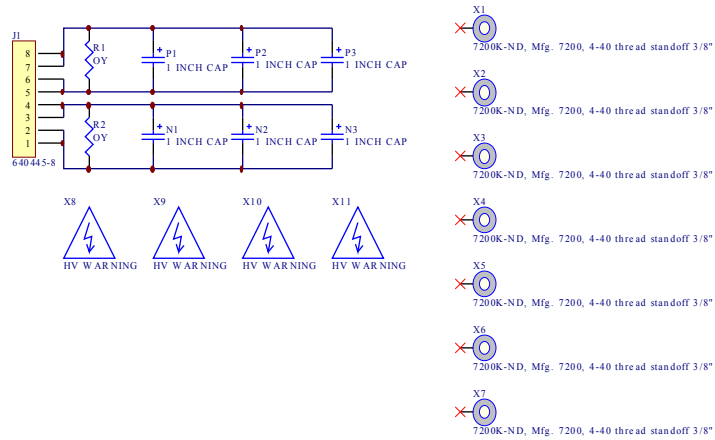 J1
8
7
6
5
4
3
2
1
640445-8
R1
OY
P1
1 INCH CAP
P2
1 INCH CAP
P3
1 INCH CAP
R2
OY
N1
1 INCH CAP
N2
1 INCH CAP
N3
1 INCH CAP
X8
HV WARNING
X9
HV WARNING
X10
HV WARNING
X11
HV WARNING
X1
7200K-ND, Mfg. 7200, 4-40 thread standoff 3/8"
X2
7200K-ND, Mfg. 7200, 4-40 thread standoff 3/8"
X3
7200K-ND, Mfg. 7200, 4-40 thread standoff 3/8"
X4
7200K-ND, Mfg. 7200, 4-40 thread standoff 3/8"
X5
7200K-ND, Mfg. 7200, 4-40 thread standoff 3/8"
X6
7200K-ND, Mfg. 7200, 4-40 thread standoff 3/8"
X7
7200K-ND, Mfg. 7200, 4-40 thread standoff 3/8"